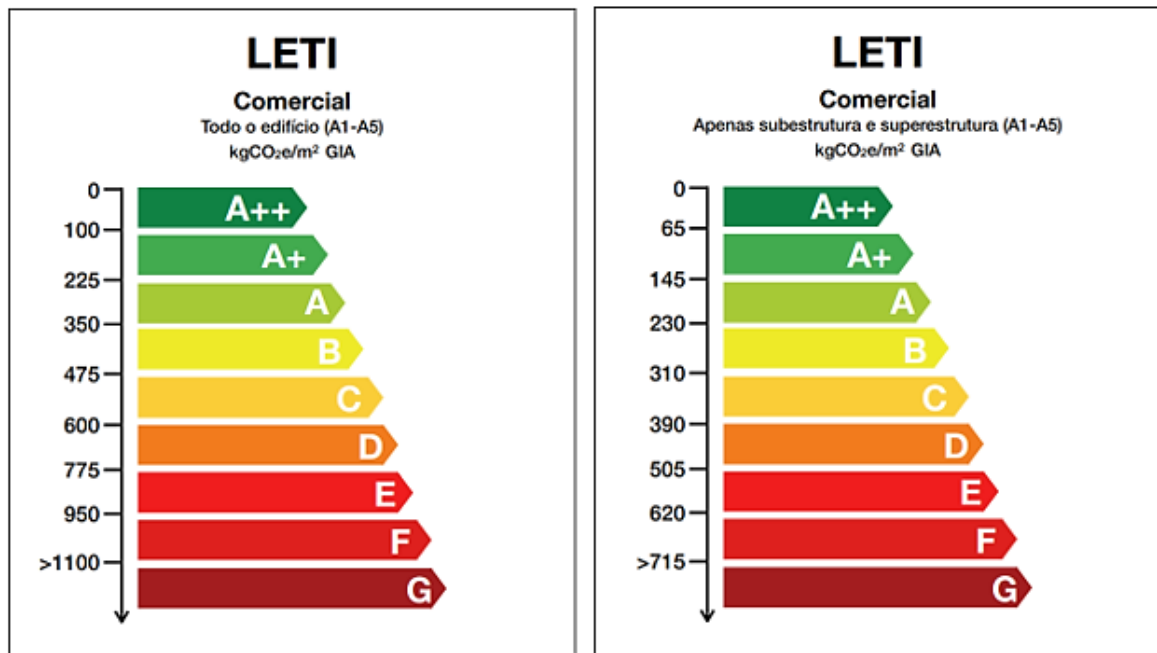 LETI
Comercial
Todo o edifício (A1-A5)
kgCO₂e/m² GIA
0
A++
100
A+
225
A
350
B
475
C
600
D
775
E
950
F
>1100
G
LETI
Comercial
Apenas subestrutura e superestrutura (A1-A5)
kgCO₂e/m² GIA
0
A++
65
A+
145
A
230
B
310
C
390
D
505
E
620
F
>715
G